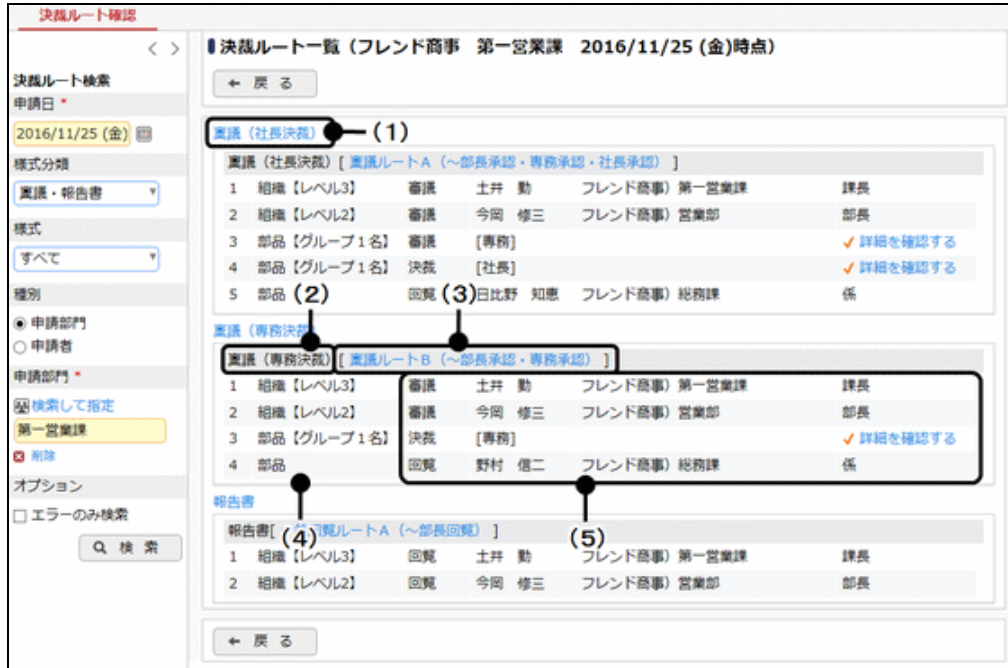 決裁ルート確認
< >
決裁ルート検索
申請日 *
2016/11/25 (金)
様式分類
稟議・報告書
様式
すべて
種別
申請部門
申請者
申請部門 *
検索して指定
第一営業課
削除
オプション
エラーのみ検索
検 索
決裁ルート一覧（フレンド商事 第一営業課 2016/11/25 (金)時点）
← 戻 る
稟議（社長決裁） (1)
稟議（社長決裁）[ 稟議ルートA（～部長承認・専務承認・社長承認） ]
1 組織【レベル3】 審議 土井 勤 フレンド商事）第一営業課 課長
2 組織【レベル2】 審議 今岡 修三 フレンド商事）営業部 部長
3 部品【グループ1名】 審議 [専務] ✓ 詳細を確認する
4 部品【グループ1名】 決裁 [社長] ✓ 詳細を確認する
5 部品 (2) 回覧 (3) 日比野 知恵 フレンド商事）総務課 係
稟議（専務決裁）
稟議（専務決裁）[ 稟議ルートB（～部長承認・専務承認） ]
1 組織【レベル3】 審議 土井 勤 フレンド商事）第一営業課 課長
2 組織【レベル2】 審議 今岡 修三 フレンド商事）営業部 部長
3 部品【グループ1名】 決裁 [専務] ✓ 詳細を確認する
4 部品 回覧 野村 信二 フレンド商事）総務課 係
報告書
報告書[ (4) 回覧ルートA（～部長回覧） ] (5)
1 組織【レベル3】 回覧 土井 勤 フレンド商事）第一営業課 課長
2 組織【レベル2】 回覧 今岡 修三 フレンド商事）営業部 部長
← 戻 る